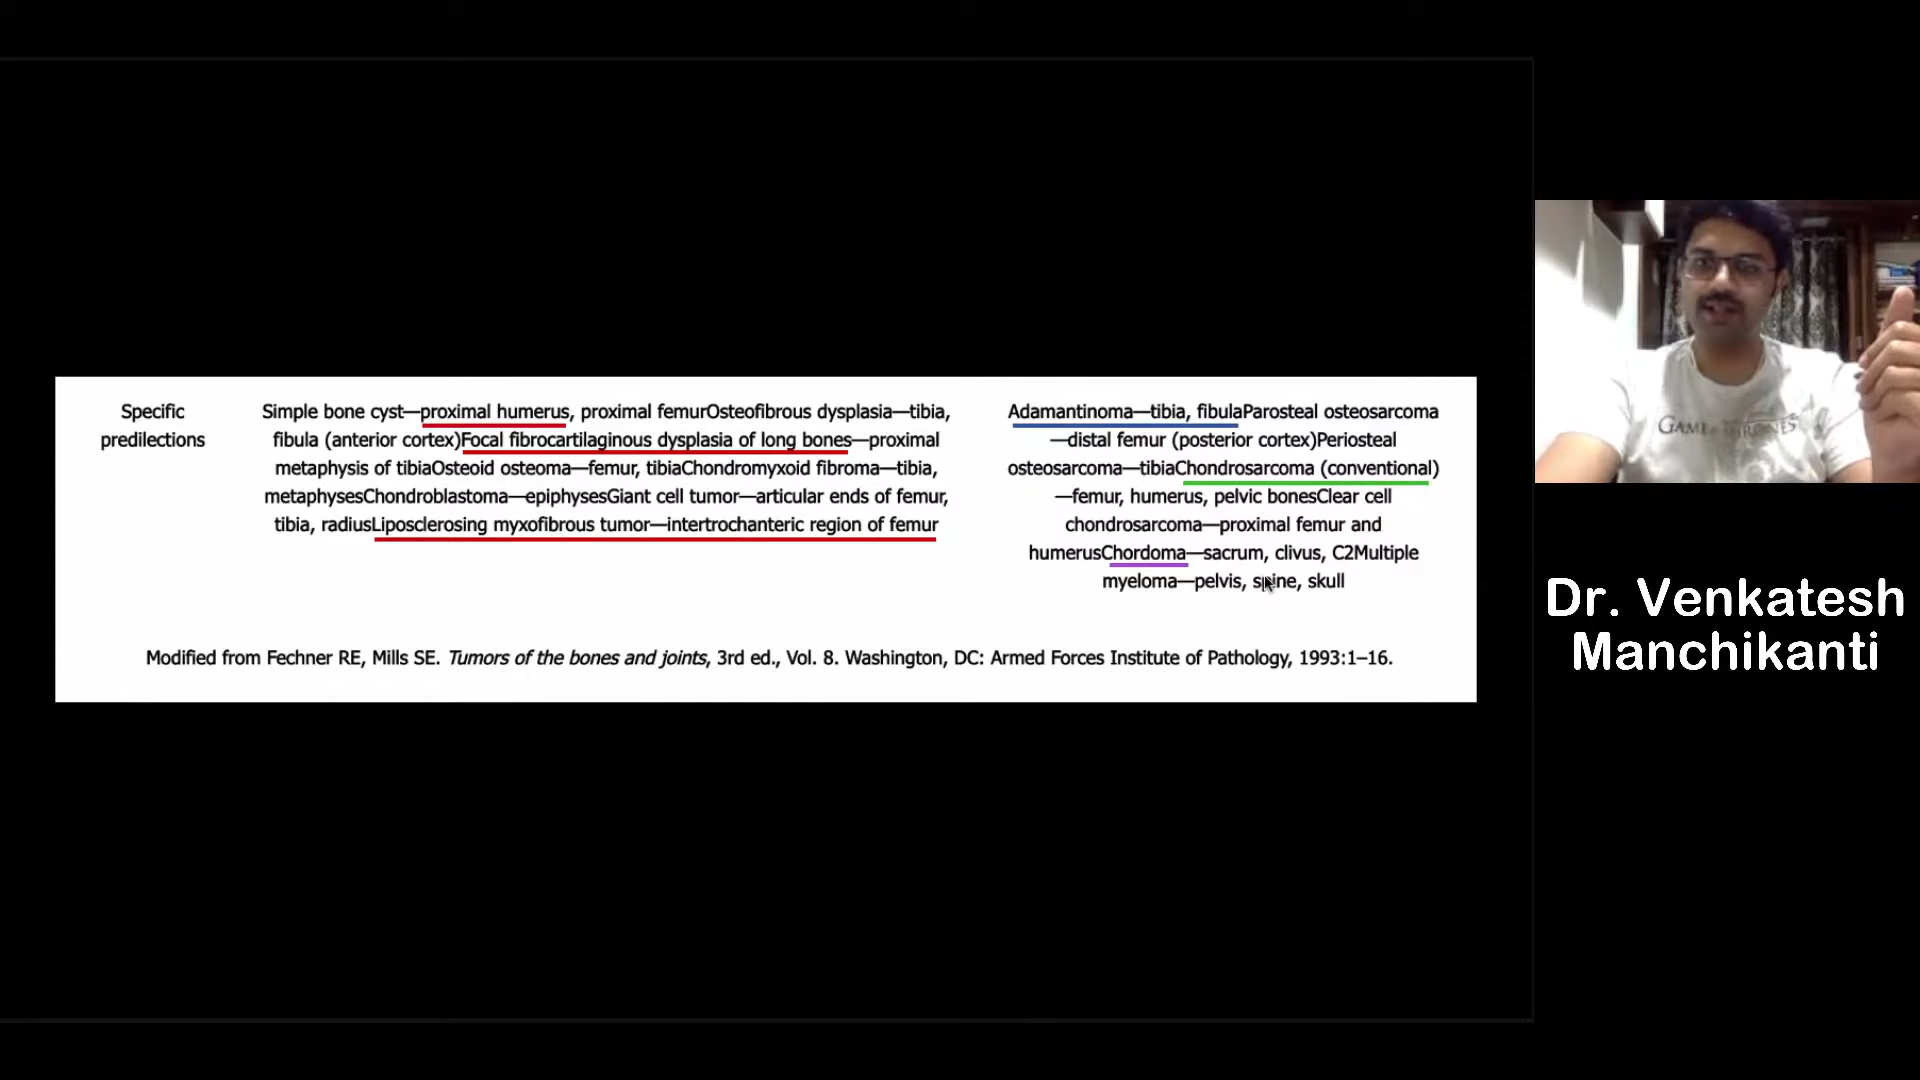 Specific
predilections
Simple bone cyst—proximal humerus, proximal femurOsteofibrous dysplasia—tibia,
fibula (anterior cortex)Focal fibrocartilaginous dysplasia of long bones—proximal
metaphysis of tibiaOsteoid osteoma—femur, tibiaChondromyxoid fibroma—tibia,
metaphysesChondroblastoma—epiphysesGiant cell tumor—articular ends of femur,
tibia, radiusLiposclerosing myxofibrous tumor—intertrochanteric region of femur
Adamantinoma—tibia, fibulaParosteal osteosarcoma
—distal femur (posterior cortex)Periosteal
osteosarcoma—tibiaChondrosarcoma (conventional)
—femur, humerus, pelvic bonesClear cell
chondrosarcoma—proximal femur and
humerusChordoma—sacrum, clivus, C2Multiple
myeloma—pelvis, spine, skull
Modified from Fechner RE, Mills SE. Tumors of the bones and joints, 3rd ed., Vol. 8. Washington, DC: Armed Forces Institute of Pathology, 1993:1–16.
GAME OF THRONES
Dr. Venkatesh
Manchikanti